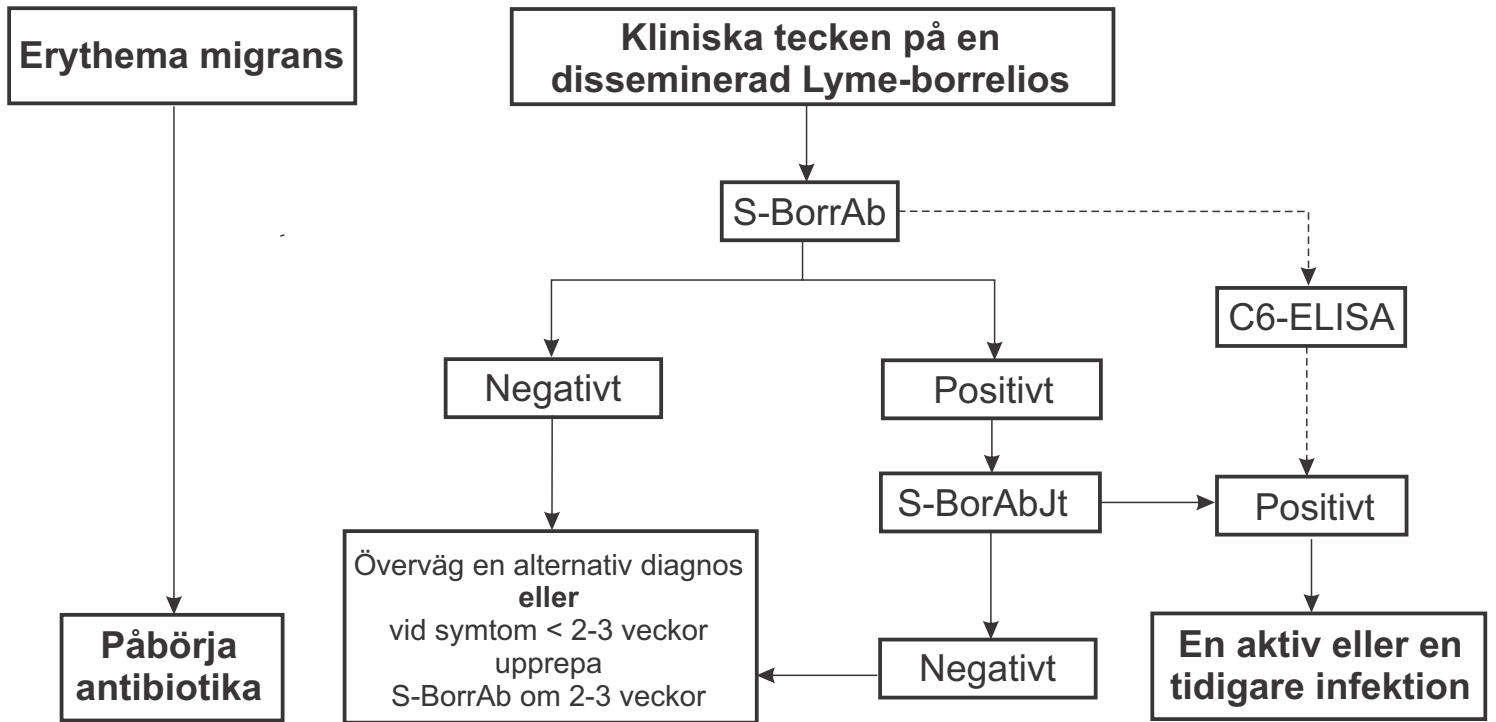 Erythema migrans
Kliniska tecken på en
disseminerad Lyme-borrelios
S-BorrAb
C6-ELISA
Negativt
Positivt
S-BorAbJt
Positivt
Överväg en alternativ diagnos
eller
vid symtom < 2-3 veckor
upprepa
S-BorrAb om 2-3 veckor
Negativt
Påbörja
antibiotika
En aktiv eller en
tidigare infektion